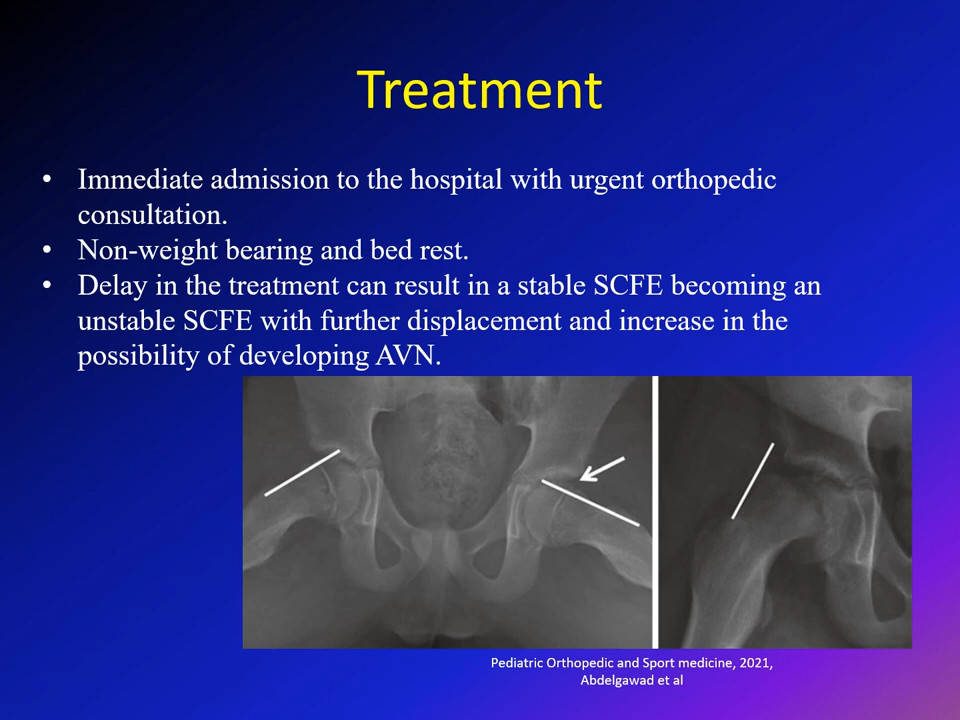 Treatment
• Immediate admission to the hospital with urgent orthopedic
consultation.
• Non-weight bearing and bed rest.
• Delay in the treatment can result in a stable SCFE becoming an
unstable SCFE with further displacement and increase in the
possibility of developing AVN.
Pediatric Orthopedic and Sport medicine, 2021,
Abdelgawad et al